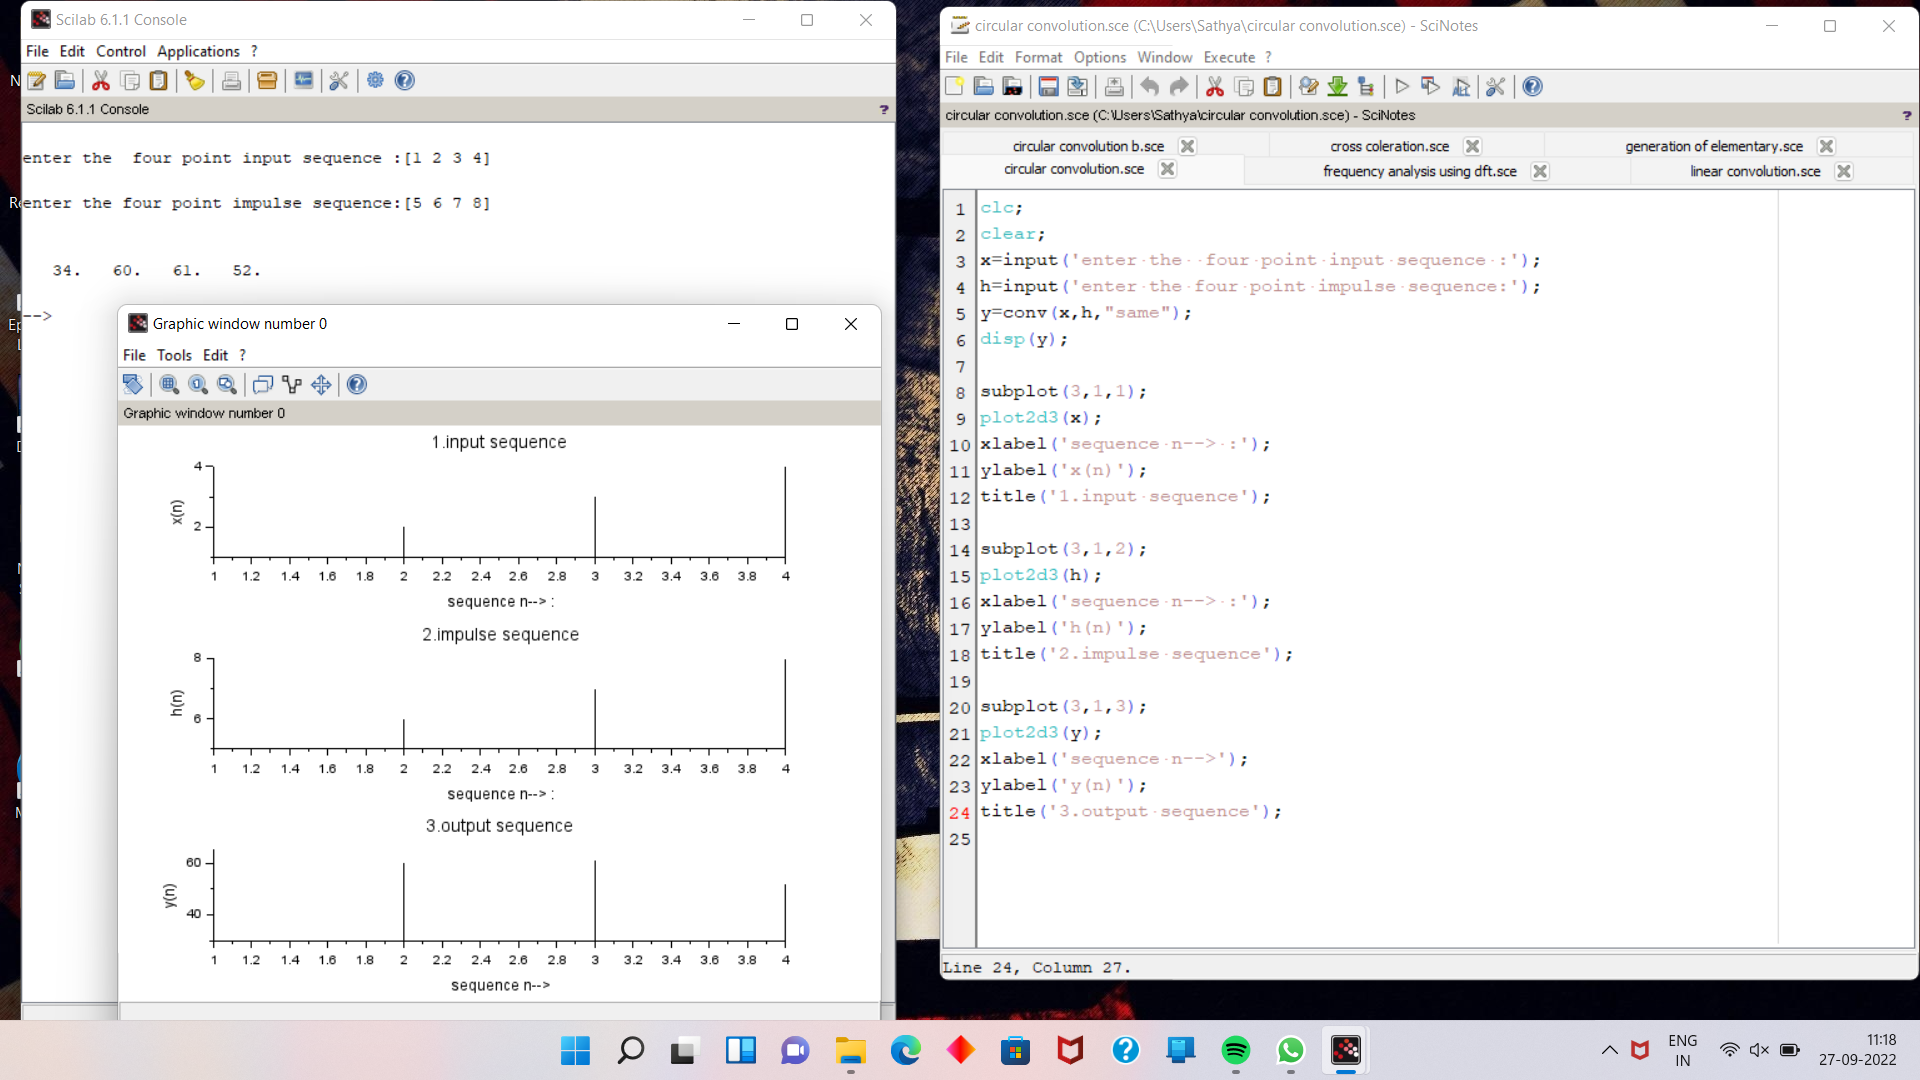 Scilab 6.1.1 Console
File Edit Control Applications ?
Scilab 6.1.1 Console ?
enter the  four point input sequence :[1 2 3 4]
enter the four point impulse sequence:[5 6 7 8]
34.   60.   61.   52.
-->
Graphic window number 0
File Tools Edit ?
Graphic window number 0
1.input sequence
x(n)
4
2
1 1.2 1.4 1.6 1.8 2 2.2 2.4 2.6 2.8 3 3.2 3.4 3.6 3.8 4
sequence n--> :
2.impulse sequence
h(n)
8
6
1 1.2 1.4 1.6 1.8 2 2.2 2.4 2.6 2.8 3 3.2 3.4 3.6 3.8 4
sequence n--> :
3.output sequence
y(n)
60
40
1 1.2 1.4 1.6 1.8 2 2.2 2.4 2.6 2.8 3 3.2 3.4 3.6 3.8 4
sequence n-->
circular convolution.sce (C:\Users\Sathya\circular convolution.sce) - SciNotes
File Edit Format Options Window Execute ?
circular convolution.sce (C:\Users\Sathya\circular convolution.sce) - SciNotes ?
circular convolution b.sce cross coleration.sce generation of elementary.sce
circular convolution.sce frequency analysis using dft.sce linear convolution.sce
1 clc;
2 clear;
3 x=input('enter the  four point input sequence :');
4 h=input('enter the four point impulse sequence:');
5 y=conv(x,h,"same");
6 disp(y);
7
8 subplot(3,1,1);
9 plot2d3(x);
10 xlabel('sequence n--> :');
11 ylabel('x(n)');
12 title('1.input sequence');
13
14 subplot(3,1,2);
15 plot2d3(h);
16 xlabel('sequence n--> :');
17 ylabel('h(n)');
18 title('2.impulse sequence');
19
20 subplot(3,1,3);
21 plot2d3(y);
22 xlabel('sequence n-->');
23 ylabel('y(n)');
24 title('3.output sequence');
25
Line 24, Column 27.
ENG
IN
11:18
27-09-2022